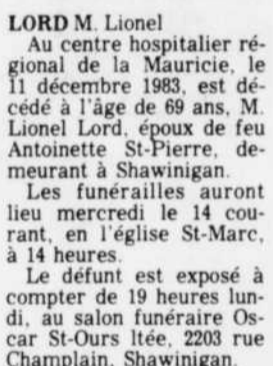 LORD M. Lionel
Au centre hospitalier ré-
gional de la Mauricie, le
11 décembre 1983, est dé-
cédé à l'âge de 69 ans, M.
Lionel Lord, époux de feu
Antoinette St-Pierre, de-
meurant à Shawinigan.
Les funérailles auront
lieu mercredi le 14 cou-
rant, en l'église St-Marc,
à 14 heures.
Le défunt est exposé à
compter de 19 heures lun-
di, au salon funéraire Os-
car St-Ours ltée, 2203 rue
Champlain, Shawinigan.